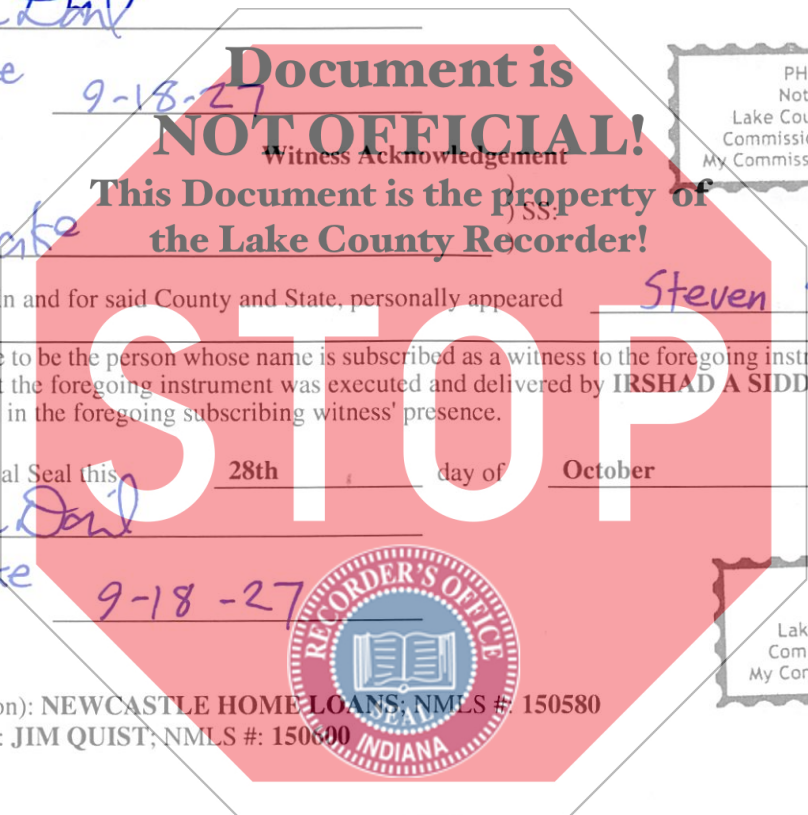 Document is
9-18-27
NOT OFFICIAL!
Witness Acknowledgement
This Document is the property of
) SS:
the Lake County Recorder!
)
PH
Not
Lake Cou
Commissio
My Commiss
ake
n and for said County and State, personally appeared Steven
e to be the person whose name is subscribed as a witness to the foregoing instr
t the foregoing instrument was executed and delivered by IRSHAD A SIDD
in the foregoing subscribing witness' presence.
STOP
al Seal this 28th day of October
9-18-27
RECORDER'S OFFICE
SEAL
INDIANA
Lak
Com
My Com
on): NEWCASTLE HOME LOANS; NMLS #: 150580
: JIM QUIST; NMLS #: 150600